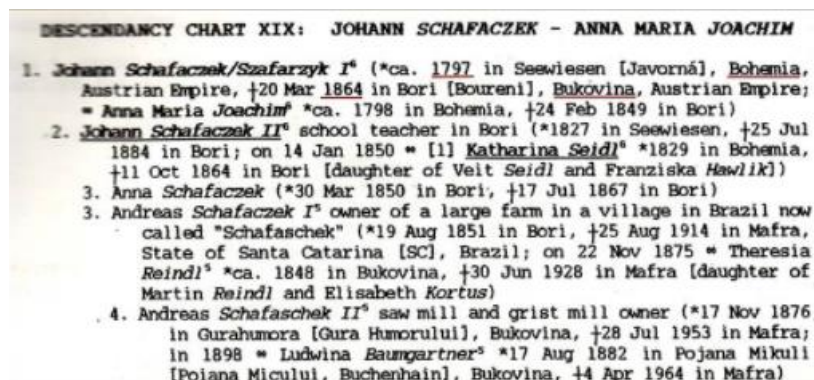 DESCENDANCY CHART XIX: JOHANN SCHAFACZEK - ANNA MARIA JOACHIM
1. Johann Schafaczek/Szafarzyk I⁶ (*ca. 1797 in Seewiesen [Javorná], Bohemia,
Austrian Empire, †20 Mar 1864 in Bori [Boureni], Bukovina, Austrian Empire;
∞ Anna Maria Joachim⁶ *ca. 1798 in Bohemia, †24 Feb 1849 in Bori)
2. Johann Schafaczek II⁶ school teacher in Bori (*1827 in Seewiesen, †25 Jul
1884 in Bori; on 14 Jan 1850 ∞ [1] Katharina Seidl⁶ *1829 in Bohemia,
†11 Oct 1864 in Bori [daughter of Veit Seidl and Franziska Hawlik])
3. Anna Schafaczek (*30 Mar 1850 in Bori, †17 Jul 1867 in Bori)
3. Andreas Schafaczek I⁵ owner of a large farm in a village in Brazil now
called "Schafaschek" (*19 Aug 1851 in Bori, †25 Aug 1914 in Mafra,
State of Santa Catarina [SC], Brazil; on 22 Nov 1875 ∞ Theresia
Reindl⁵ *ca. 1848 in Bukovina, †30 Jun 1928 in Mafra [daughter of
Martin Reindl and Elisabeth Kortus)
4. Andreas Schafaschek II⁵ saw mill and grist mill owner (*17 Nov 1876
in Gurahumora [Gura Humorului], Bukovina, †28 Jul 1953 in Mafra;
in 1898 ∞ Ludwina Baumgartner⁵ *17 Aug 1882 in Pojana Mikuli
[Poiana Micului, Buchenhain], Bukovina, †4 Apr 1964 in Mafra)